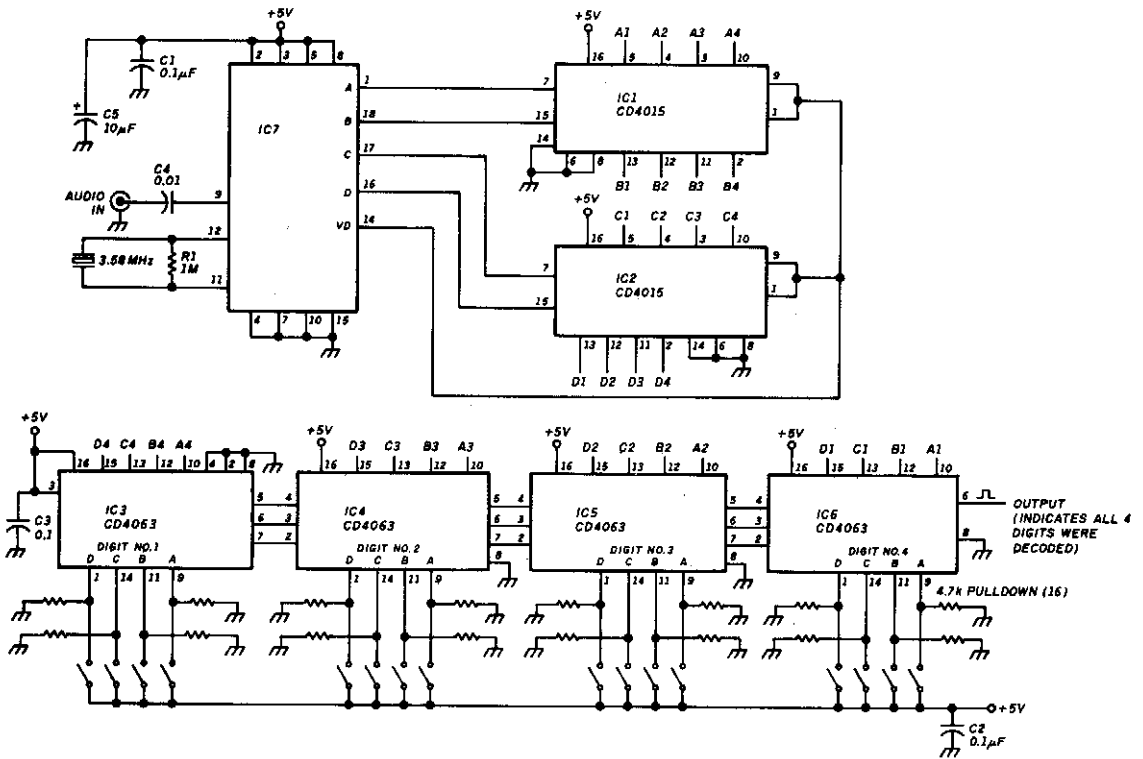 +5V
C1
0.1µF
+
C5
10µF
2 3 5 8
IC7
A 1
B 18
C 17
D 16
VD 14
C4
0.01
AUDIO
IN
9
12
3.58MHz
R1
1M
11
4 7 10 15
+5V
A1 A2 A3 A4
16 5 4 3 10
7
15
14
IC1
CD4015
9
1
6 8 13 12 11 2
B1 B2 B3 B4
+5V
C1 C2 C3 C4
16 5 4 3 10
7
15
IC2
CD4015
9
1
13 12 11 2 14 6 8
D1 D2 D3 D4
+5V
D4 C4 B4 A4
16 15 13 12 10 4 2 8
3
C3
0.1
IC3
CD4063
5
6
7
DIGIT NO.1
D C B A
1 14 11 9
+5V
D3 C3 B3 A3
16 15 13 12 10
4
3
2
IC4
CD4063
5
6
7
8
DIGIT NO.2
D C B A
1 14 11 9
+5V
D2 C2 B2 A2
16 15 13 12 10
4
3
2
IC5
CD4063
5
6
7
8
DIGIT NO.3
D C B A
1 14 11 9
+5V
D1 C1 B1 A1
16 15 13 12 10
4
3
2
IC6
CD4063
6
8
DIGIT NO.4
D C B A
1 14 11 9
OUTPUT
(INDICATES ALL 4
DIGITS WERE
DECODED)
4.7k PULLDOWN (16)
+5V
C2
0.1µF